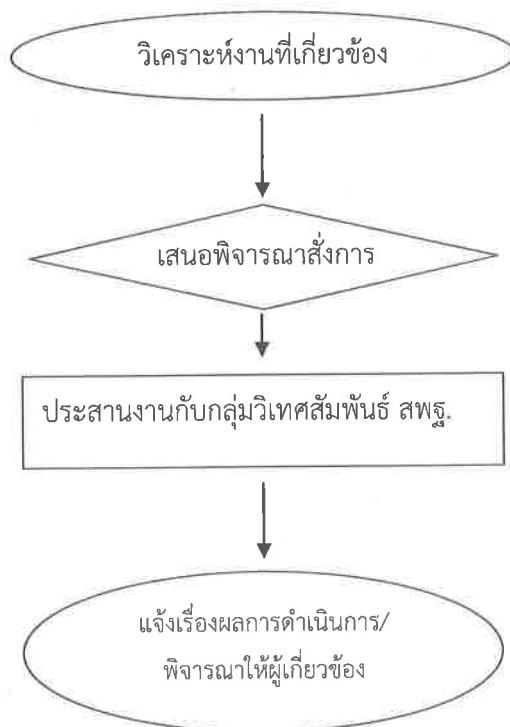 วิเคราะห์งานที่เกี่ยวข้อง
เสนอพิจารณาสั่งการ
ประสานงานกับกลุ่มวิเทศสัมพันธ์ สพฐ.
แจ้งเรื่องผลการดำเนินการ/
พิจารณาให้ผู้เกี่ยวข้อง